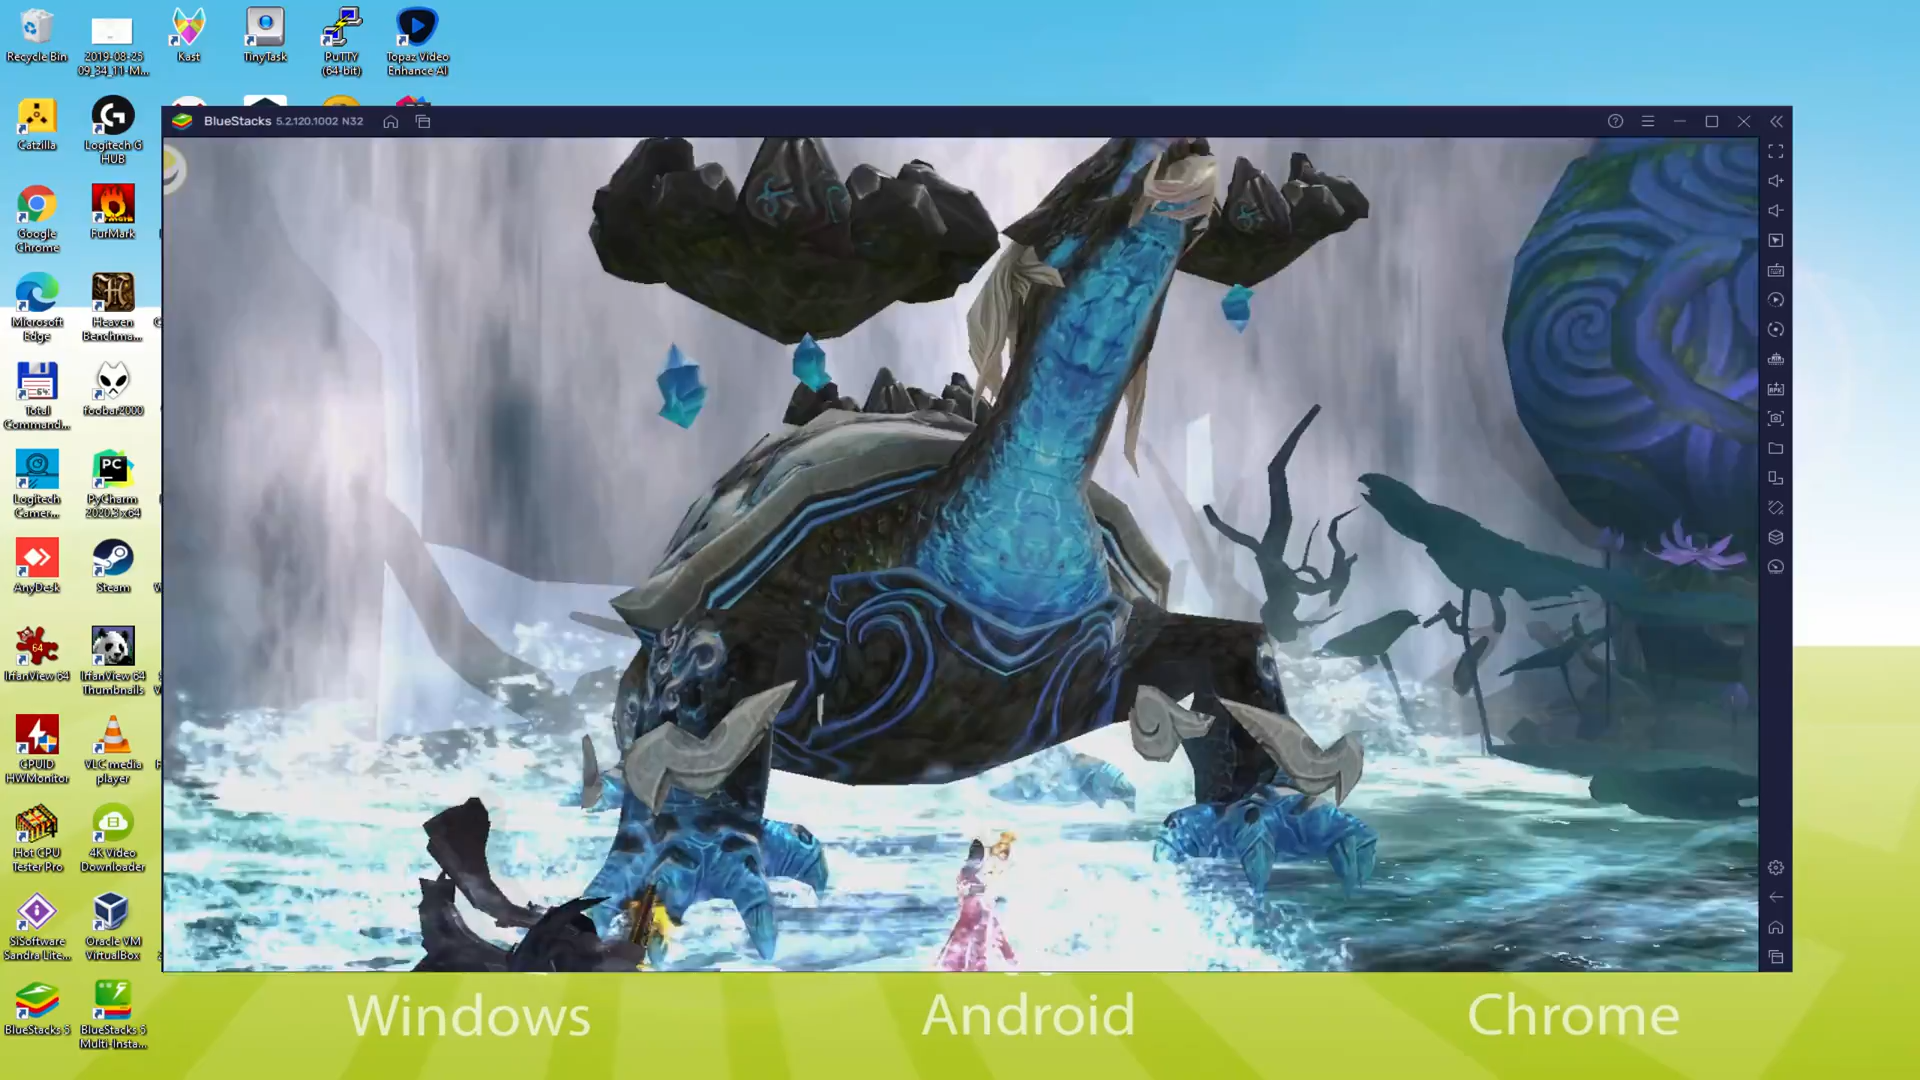 Recycle Bin
2019-08-25
09_34_11-M...
Kast
TinyTask
PuTTY
(64-bit)
Topaz Video
Enhance AI
BlueStacks 5.2.120.1002 N32
Catzilla
Logitech G
HUB
Google
Chrome
FurMark
Microsoft
Edge
Heaven
Benchma...
Total
Command...
foobar2000
Logitech
Camer...
PyCharm
2020.3 x64
AnyDesk
Steam
IrfanView 64
IrfanView 64
Thumbnails
CPUID
HWMonitor
VLC media
player
Hot CPU
Tester Pro
4K Video
Downloader
SiSoftware
Sandra Lite...
Oracle VM
VirtualBox
BlueStacks 5
BlueStacks 5
Multi-Insta...
Windows
Android
Chrome